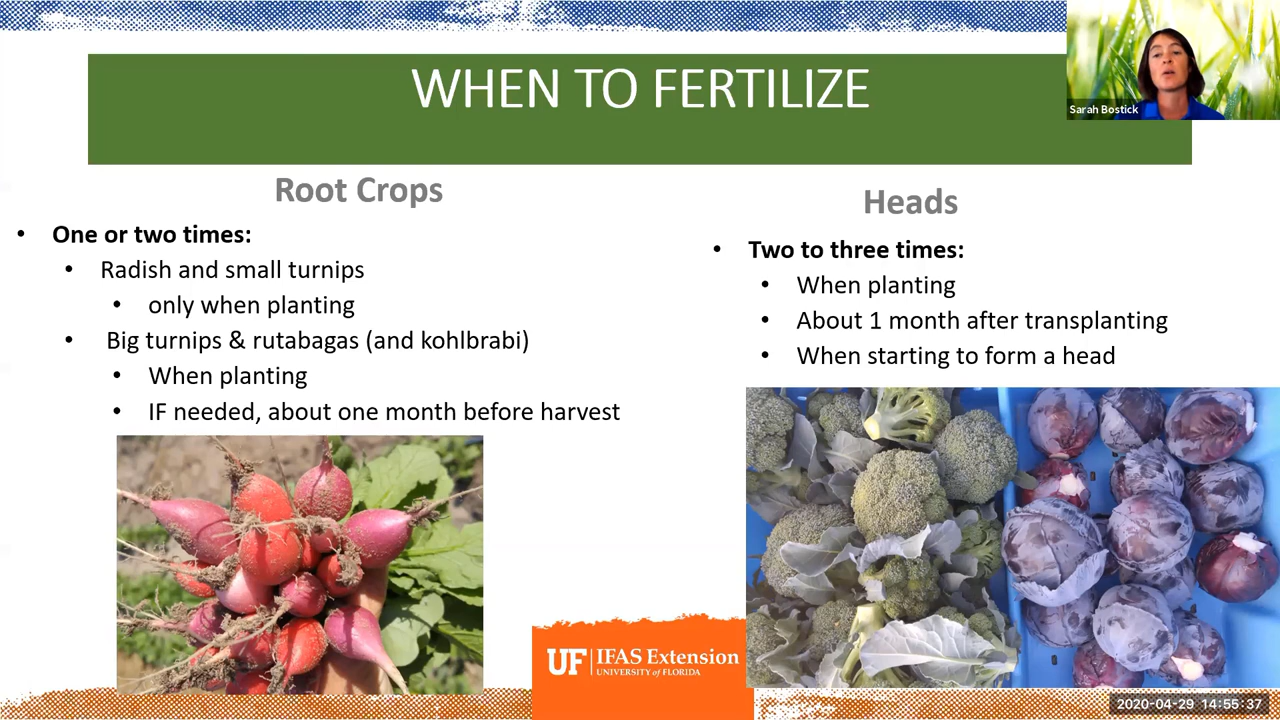 WHEN TO FERTILIZE
Sarah Bostick
Root Crops
• One or two times:
• Radish and small turnips
• only when planting
• Big turnips & rutabagas (and kohlbrabi)
• When planting
• IF needed, about one month before harvest
Heads
• Two to three times:
• When planting
• About 1 month after transplanting
• When starting to form a head
UF IFAS Extension
UNIVERSITY of FLORIDA
2020-04-29 14:55:37